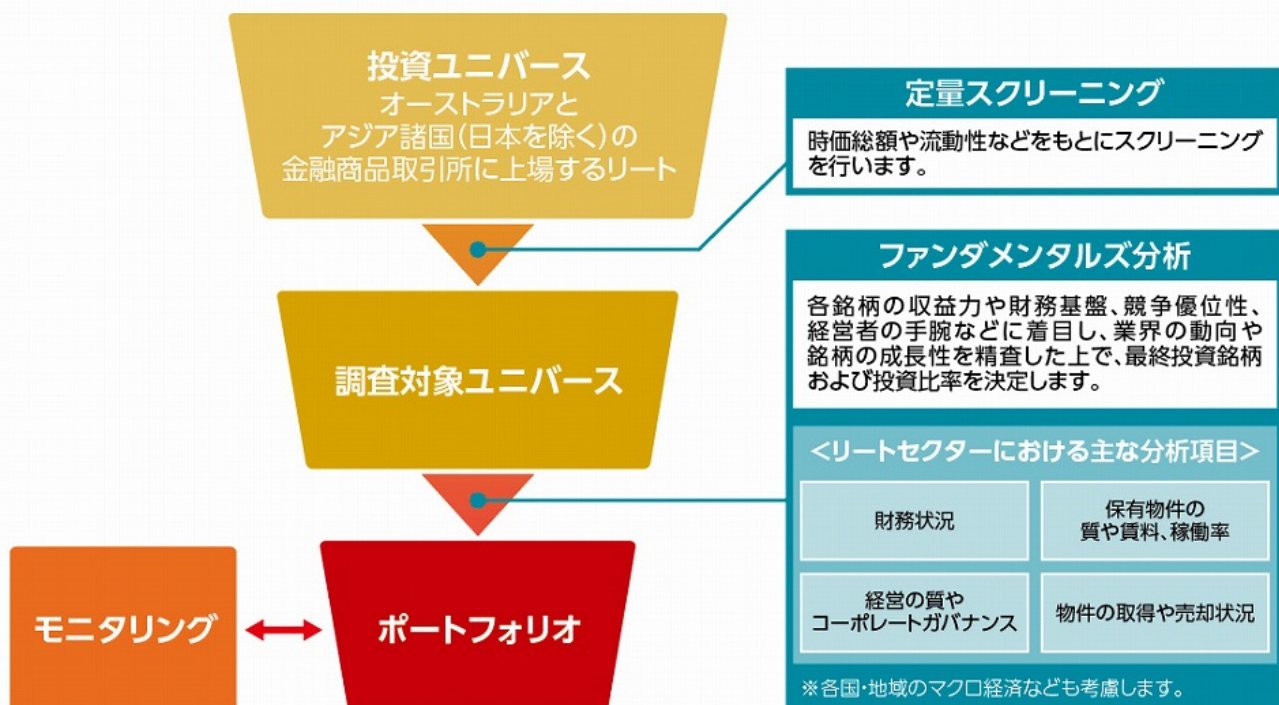 投資ユニバース
オーストラリアと
アジア諸国(日本を除く)の
金融商品取引所に上場するリート
定量スクリーニング
時価総額や流動性などをもとにスクリーニング
を行います。
調査対象ユニバース
ファンダメンタルズ分析
各銘柄の収益力や財務基盤、競争優位性、
経営者の手腕などに着目し、業界の動向や
銘柄の成長性を精査した上で、最終投資銘柄
および投資比率を決定します。
<リートセクターにおける主な分析項目>
財務状況
保有物件の
質や賃料、稼働率
経営の質や
コーポレートガバナンス
物件の取得や売却状況
※各国・地域のマクロ経済なども考慮します。
モニタリング
ポートフォリオ